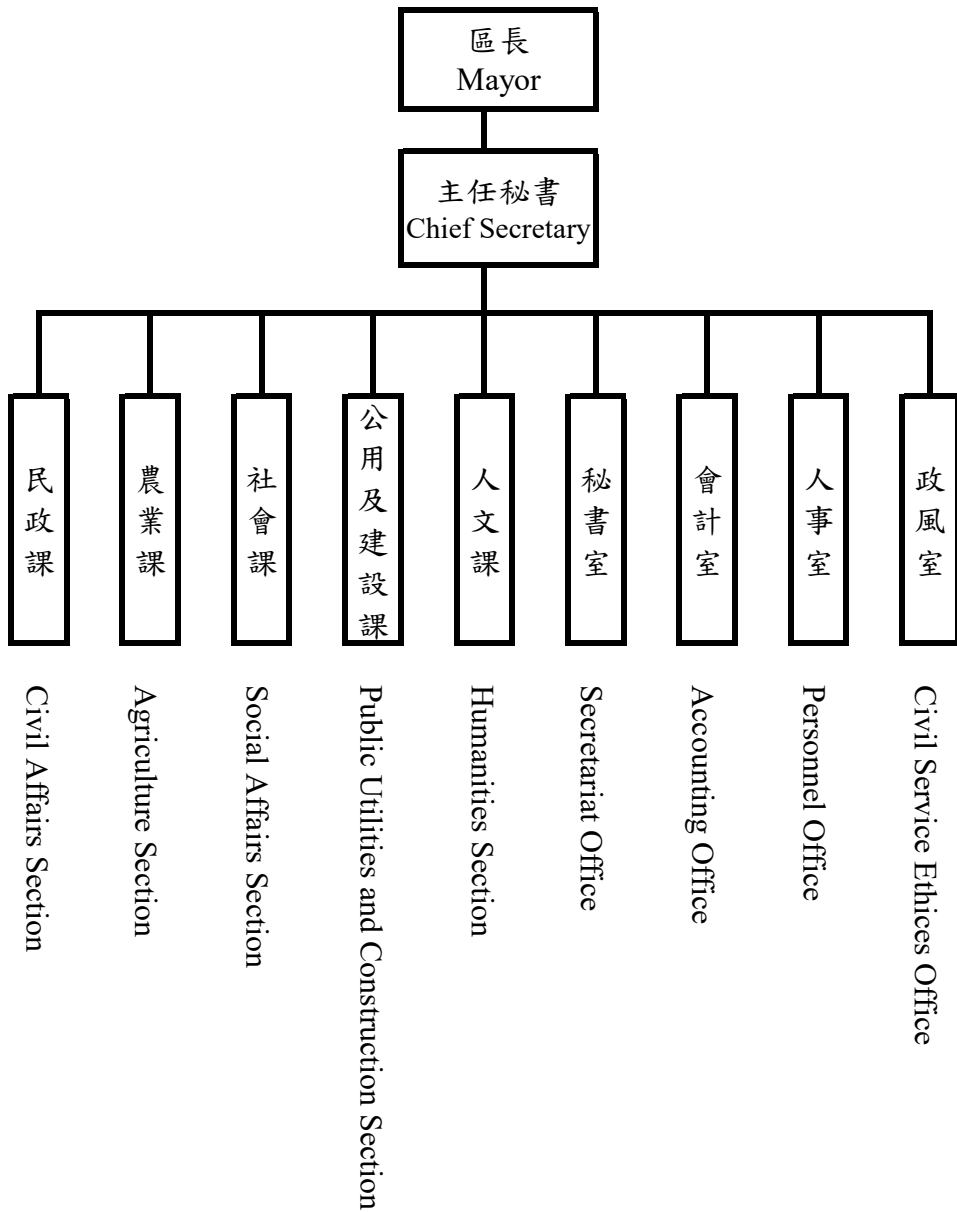 區長
Mayor
主任秘書
Chief Secretary
民政課
農業課
社會課
公用及建設課
人文課
秘書室
會計室
人事室
政風室
Civil Affairs Section
Agriculture Section
Social Affairs Section
Public Utilities and Construction Section
Humanities Section
Secretariat Office
Accounting Office
Personnel Office
Civil Service Ethices Office